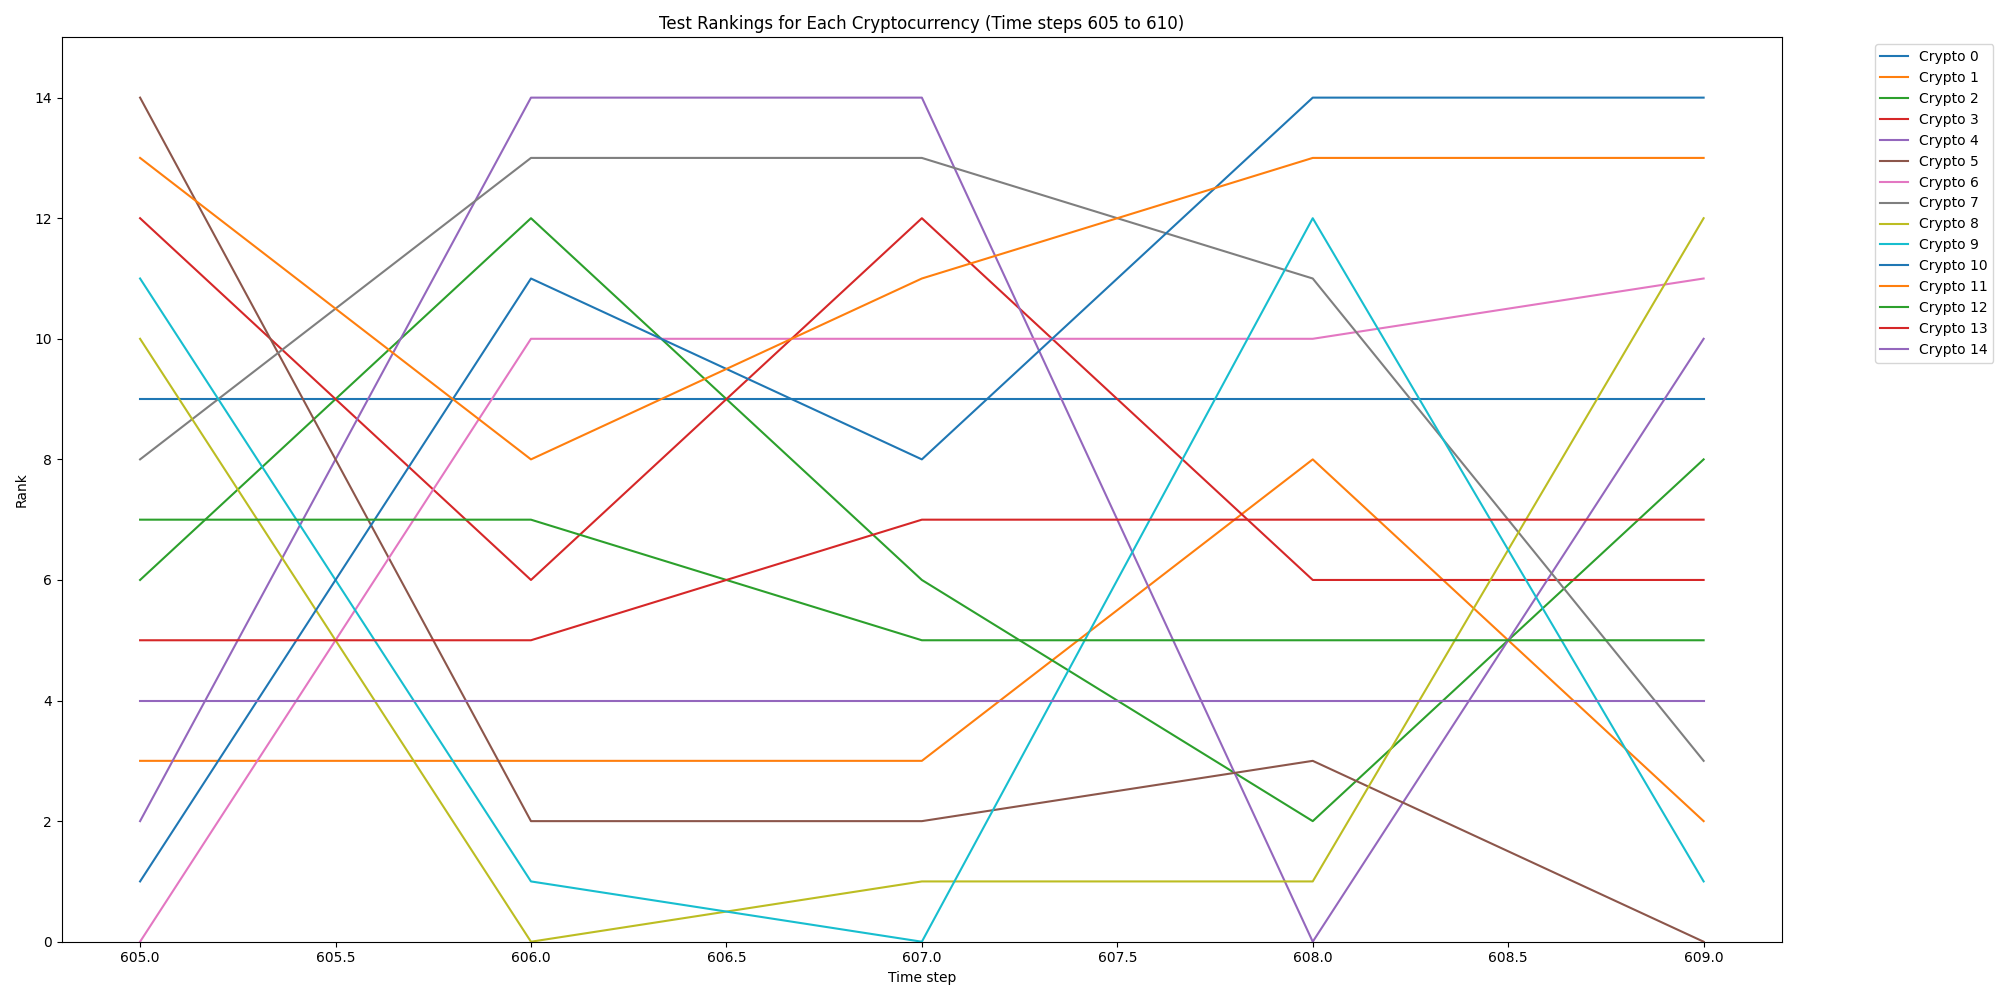 Test Rankings for Each Cryptocurrency (Time steps 605 to 610)
Rank
14
12
10
8
6
4
2
0
605.0 605.5 606.0 606.5 607.0 607.5 608.0 608.5 609.0
Time step
Crypto 0
Crypto 1
Crypto 2
Crypto 3
Crypto 4
Crypto 5
Crypto 6
Crypto 7
Crypto 8
Crypto 9
Crypto 10
Crypto 11
Crypto 12
Crypto 13
Crypto 14